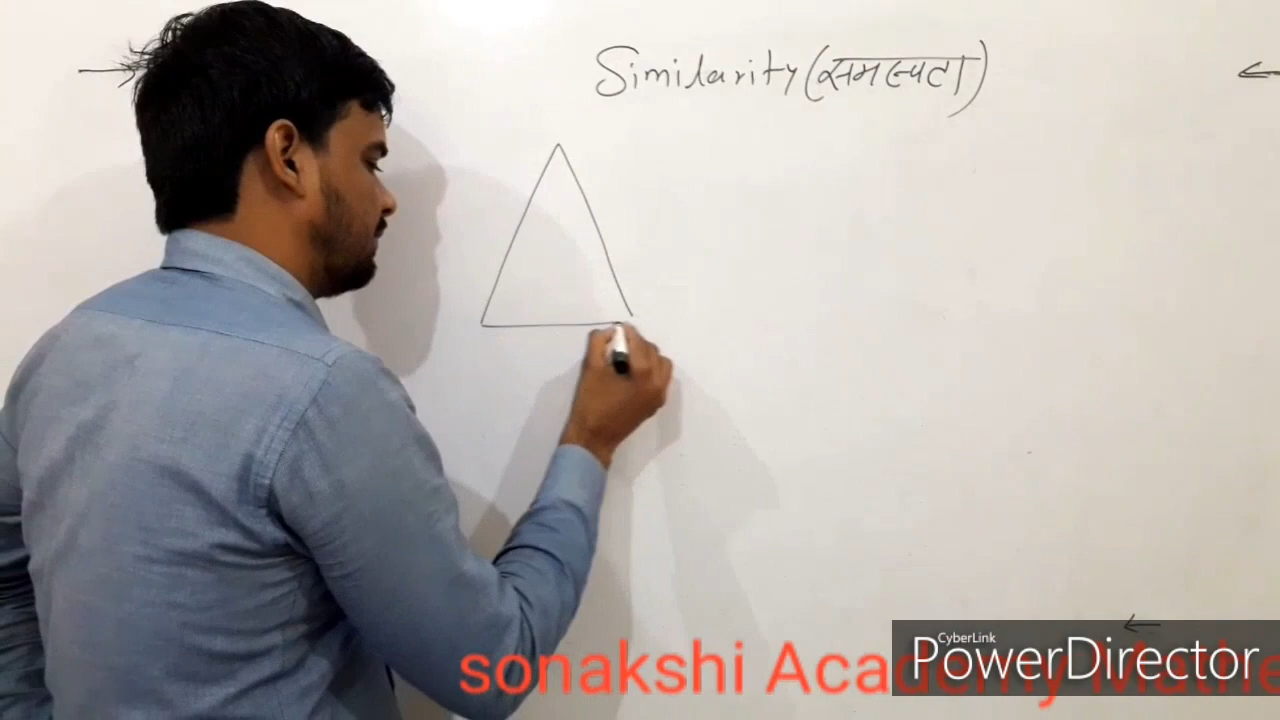 Similarity (समरूपता)
sonakshi Academy Mathe
CyberLink
PowerDirector